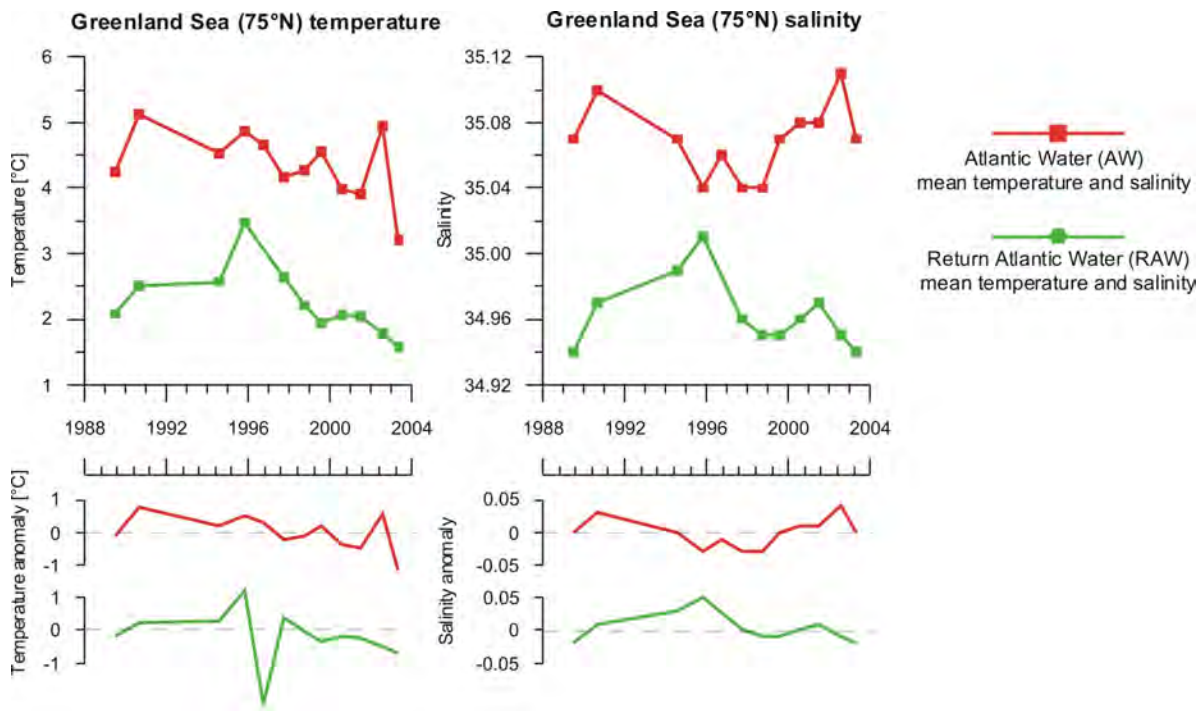 Greenland Sea (75°N) temperature
6
5
4
3
2
1
Temperature [°C]
1988 1992 1996 2000 2004
Greenland Sea (75°N) salinity
35.12
35.08
35.04
35.00
34.96
34.92
Salinity
1988 1992 1996 2000 2004
Atlantic Water (AW)
mean temperature and salinity
Return Atlantic Water (RAW)
mean temperature and salinity
Temperature anomaly [°C]
1
0
-1
1
0
-1
Salinity anomaly
0.05
0
-0.05
0.05
0
-0.05